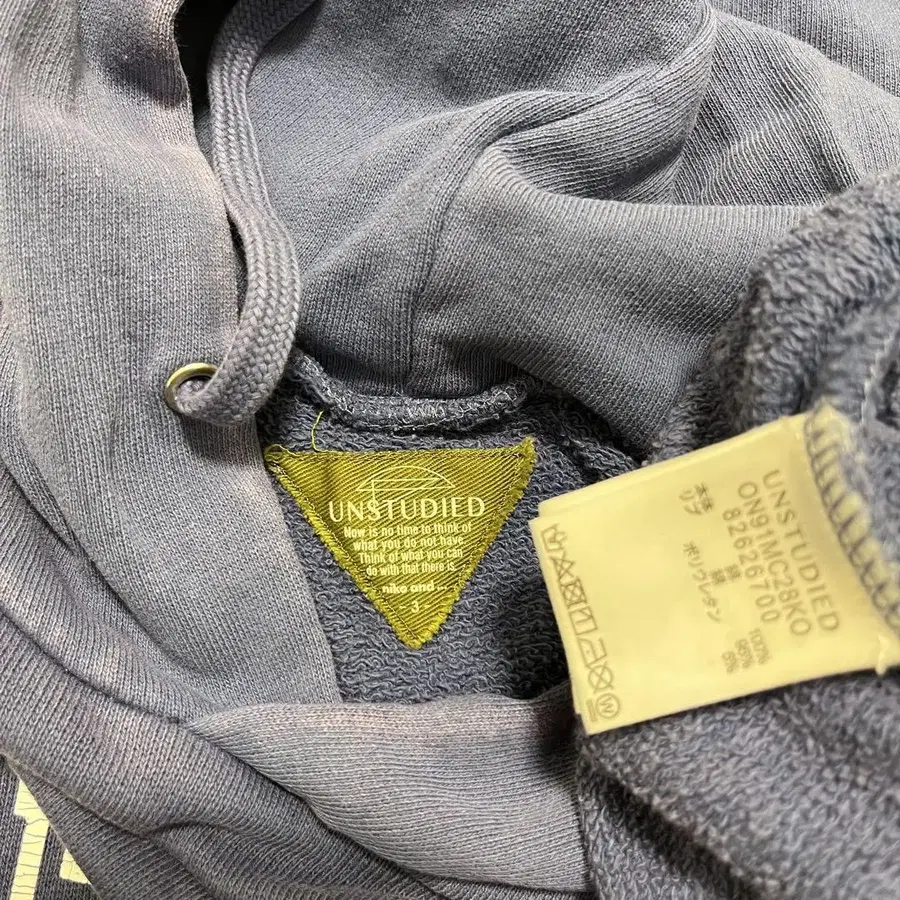 UNSTUDIED
Now is no time to think of
what you do not have.
Think of what you can
do with that there is.
niko and ...
3
UNSTUDIED
ON91MC28KO
82626700
本体 綿 100%
リブ 綿 95%
ポリウレタン 5%
W